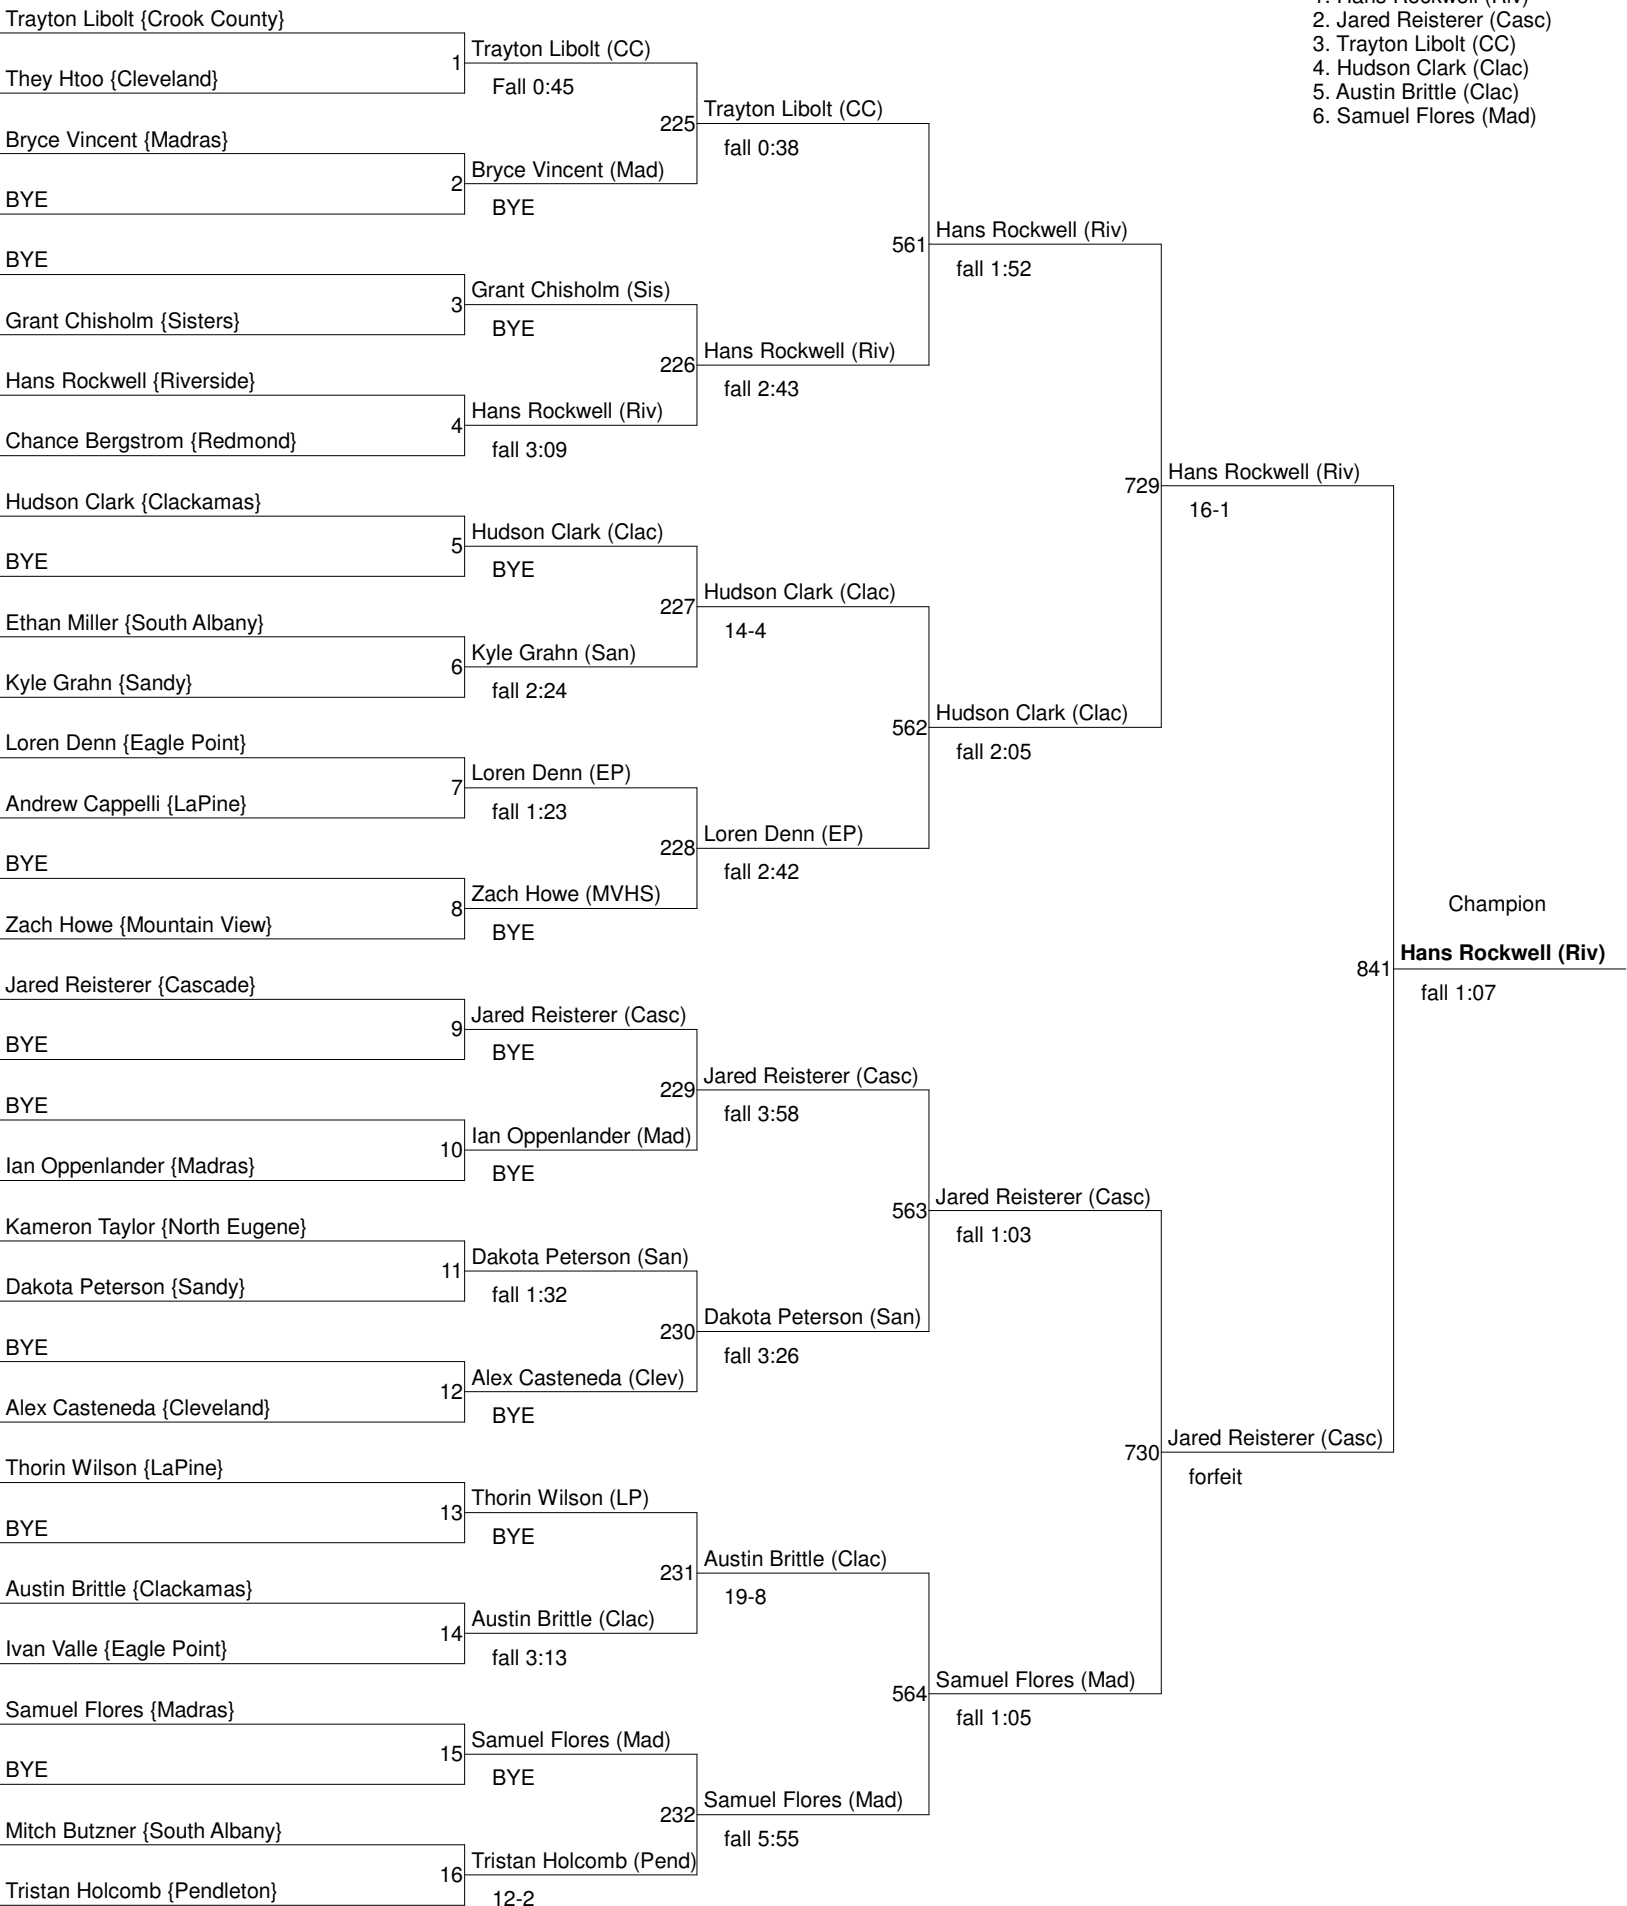 Trayton Libolt {Crook County}
They Htoo {Cleveland}
Bryce Vincent {Madras}
BYE
BYE
Grant Chisholm {Sisters}
Hans Rockwell {Riverside}
Chance Bergstrom {Redmond}
Hudson Clark {Clackamas}
BYE
Ethan Miller {South Albany}
Kyle Grahn {Sandy}
Loren Denn {Eagle Point}
Andrew Cappelli {LaPine}
BYE
Zach Howe {Mountain View}
Jared Reisterer {Cascade}
BYE
BYE
Ian Oppenlander {Madras}
Kameron Taylor {North Eugene}
Dakota Peterson {Sandy}
BYE
Alex Casteneda {Cleveland}
Thorin Wilson {LaPine}
BYE
Austin Brittle {Clackamas}
Ivan Valle {Eagle Point}
Samuel Flores {Madras}
BYE
Mitch Butzner {South Albany}
Tristan Holcomb {Pendleton}
1 Trayton Libolt (CC)
Fall 0:45
2 Bryce Vincent (Mad)
BYE
3 Grant Chisholm (Sis)
BYE
4 Hans Rockwell (Riv)
fall 3:09
5 Hudson Clark (Clac)
BYE
6 Kyle Grahn (San)
fall 2:24
7 Loren Denn (EP)
fall 1:23
8 Zach Howe (MVHS)
BYE
9 Jared Reisterer (Casc)
BYE
10 Ian Oppenlander (Mad)
BYE
11 Dakota Peterson (San)
fall 1:32
12 Alex Casteneda (Clev)
BYE
13 Thorin Wilson (LP)
BYE
14 Austin Brittle (Clac)
fall 3:13
15 Samuel Flores (Mad)
BYE
16 Tristan Holcomb (Pend)
12-2
225 Trayton Libolt (CC)
fall 0:38
226 Hans Rockwell (Riv)
fall 2:43
227 Hudson Clark (Clac)
14-4
228 Loren Denn (EP)
fall 2:42
229 Jared Reisterer (Casc)
fall 3:58
230 Dakota Peterson (San)
fall 3:26
231 Austin Brittle (Clac)
19-8
232 Samuel Flores (Mad)
fall 5:55
561 Hans Rockwell (Riv)
fall 1:52
562 Hudson Clark (Clac)
fall 2:05
563 Jared Reisterer (Casc)
fall 1:03
564 Samuel Flores (Mad)
fall 1:05
729 Hans Rockwell (Riv)
16-1
730 Jared Reisterer (Casc)
forfeit
Champion
841 Hans Rockwell (Riv)
fall 1:07
1. Hans Rockwell (Riv)
2. Jared Reisterer (Casc)
3. Trayton Libolt (CC)
4. Hudson Clark (Clac)
5. Austin Brittle (Clac)
6. Samuel Flores (Mad)